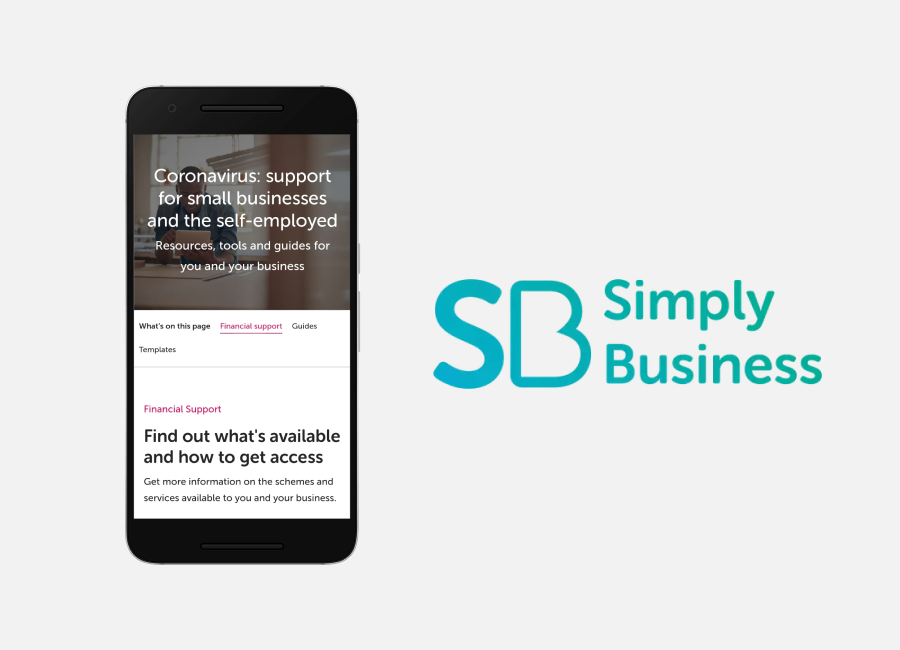 Coronavirus: support
for small businesses
and the self-employed
Resources, tools and guides for
you and your business
What's on this page Financial support Guides
Templates
Financial Support
Find out what's available
and how to get access
Get more information on the schemes and
services available to you and your business.
SB
Simply
Business